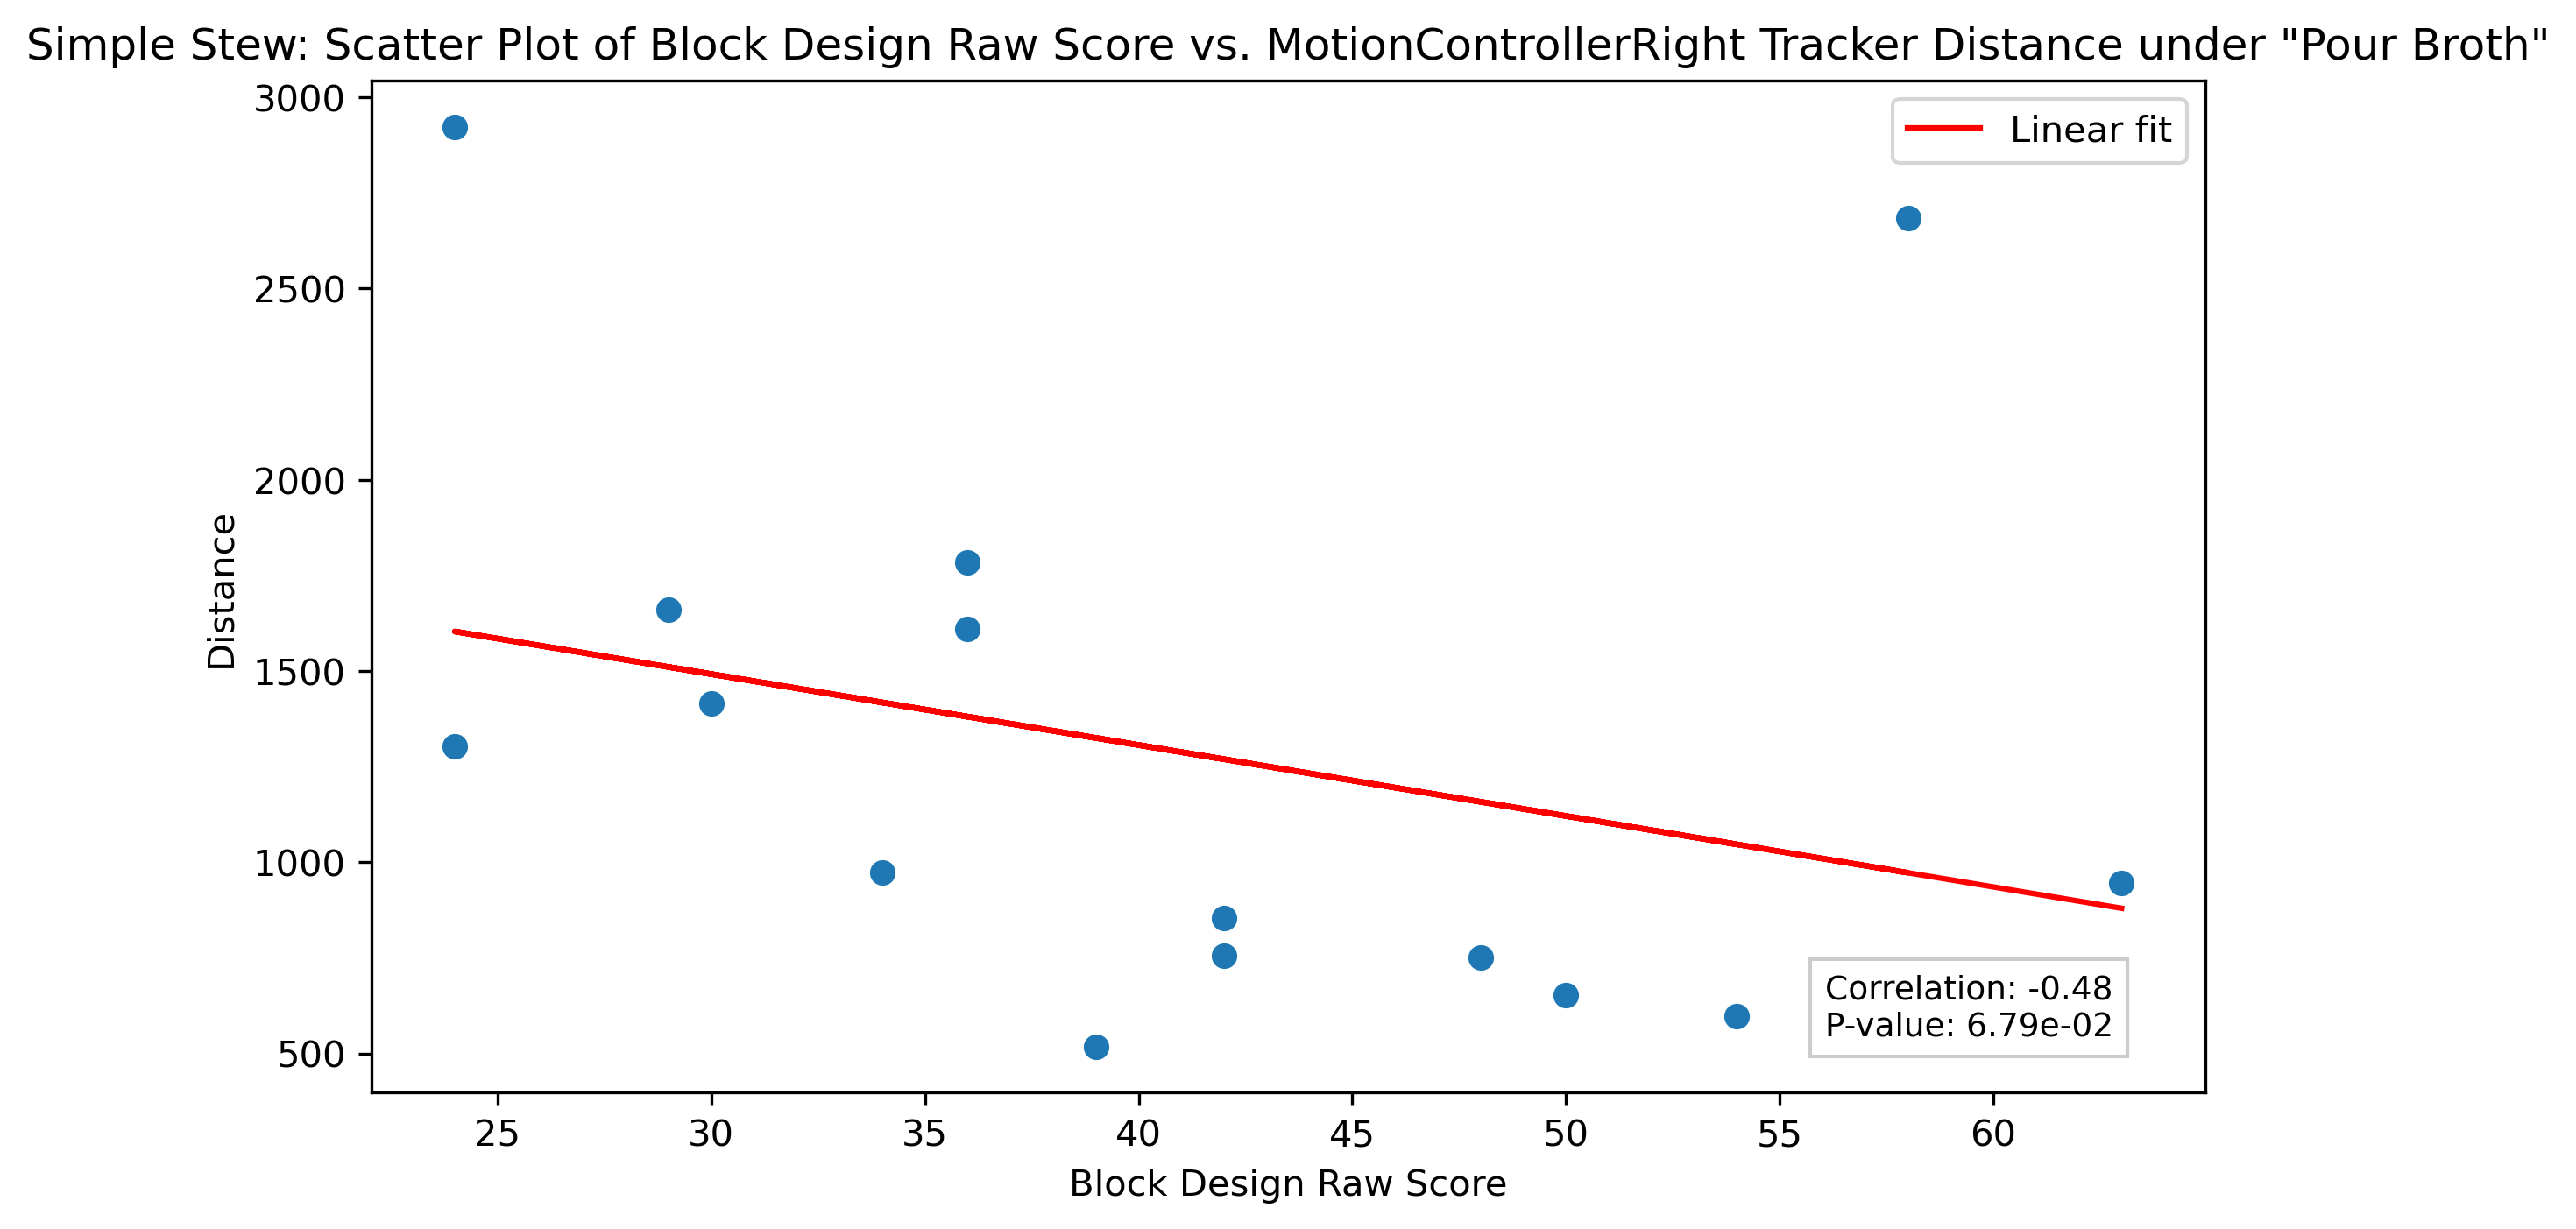 Simple Stew: Scatter Plot of Block Design Raw Score vs. MotionControllerRight Tracker Distance under "Pour Broth"
3000
2500
2000
1500
1000
500
Distance
Linear fit
Correlation: -0.48
P-value: 6.79e-02
25 30 35 40 45 50 55 60
Block Design Raw Score